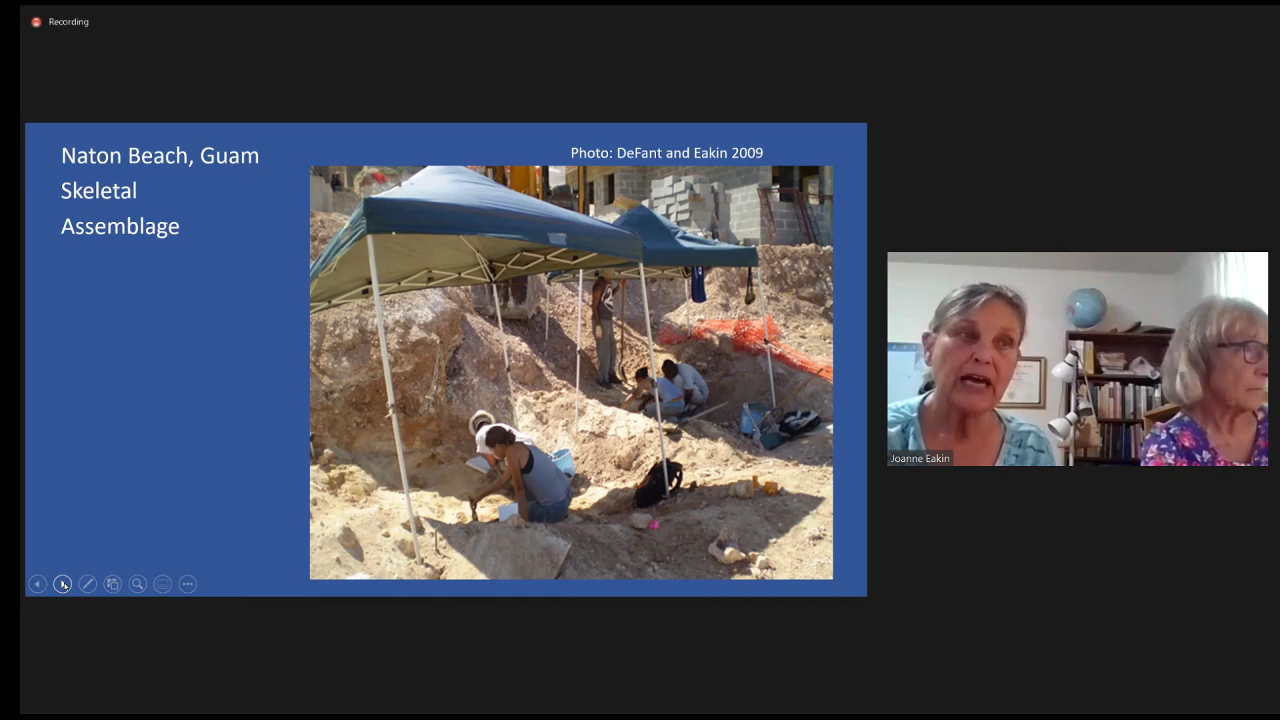 Recording
Naton Beach, Guam
Skeletal
Assemblage
Photo: DeFant and Eakin 2009
Joanne Eakin